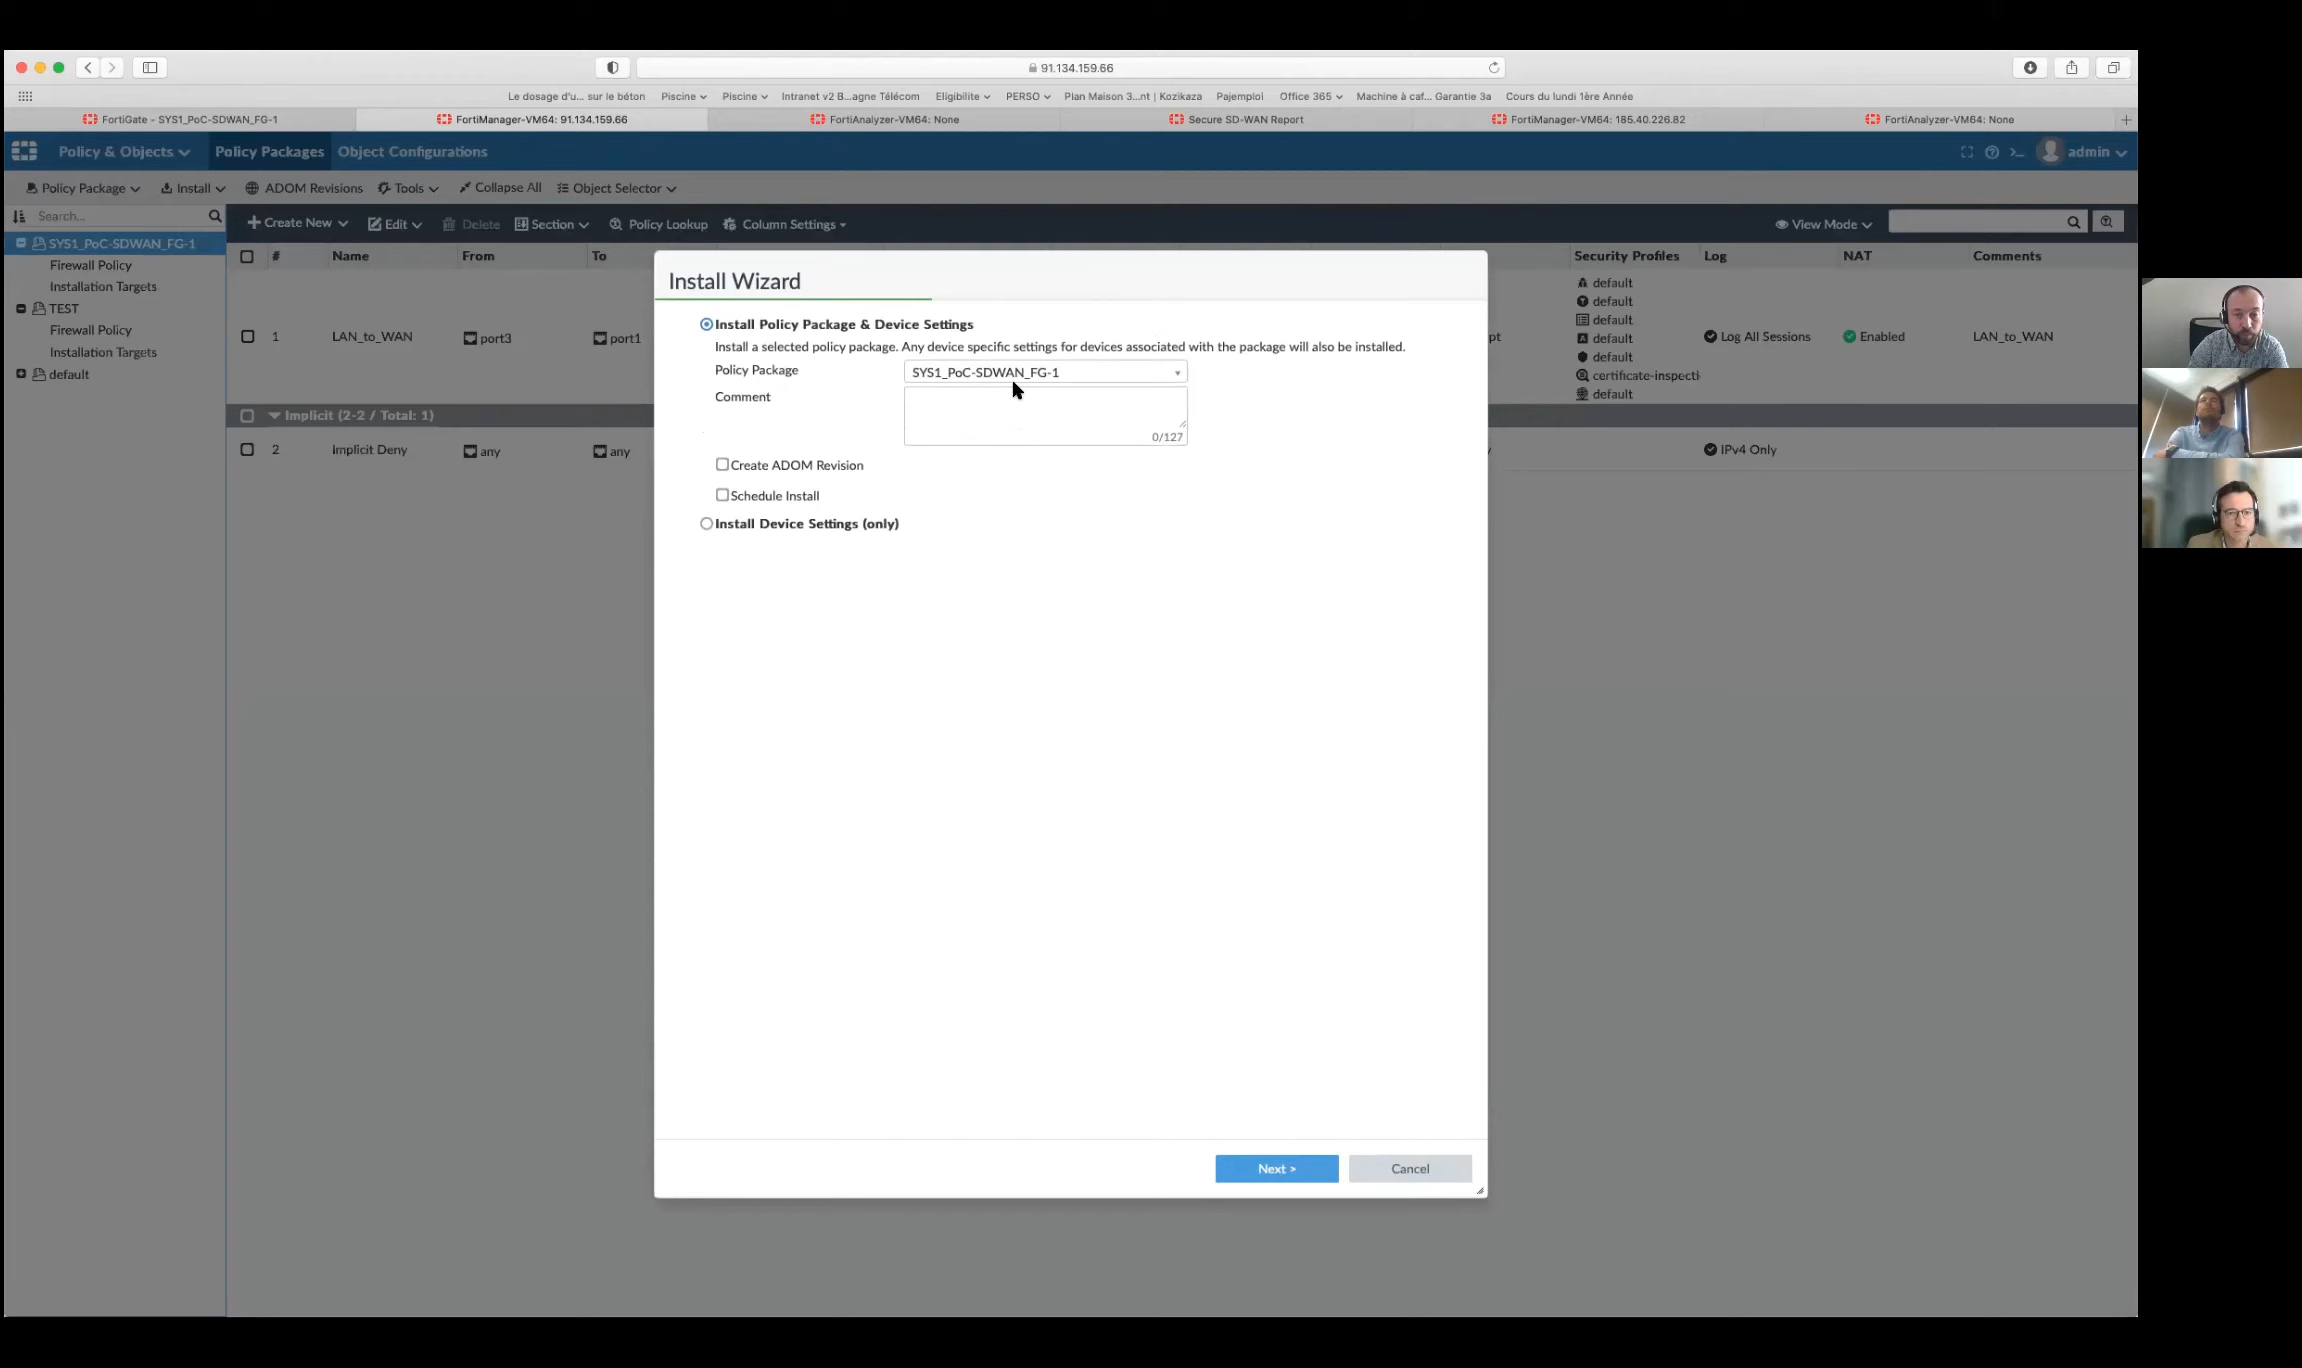 91.134.159.66
Le dosage d'u... sur le béton Piscine Piscine Intranet v2 B...agne Télécom Eligibilite PERSO Plan Maison 3...nt | Kozikaza Pajemploi Office 365 Machine à caf... Garantie 3a Cours du lundi 1ère Année
FortiGate - SYS1_PoC-SDWAN_FG-1 FortiManager-VM64: 91.134.159.66 FortiAnalyzer-VM64: None Secure SD-WAN Report FortiManager-VM64: 185.40.226.82 FortiAnalyzer-VM64: None
Policy & Objects Policy Packages Object Configurations admin
Policy Package Install ADOM Revisions Tools Collapse All Object Selector
Search... Create New Edit Delete Section Policy Lookup Column Settings View Mode
SYS1_PoC-SDWAN_FG-1
Firewall Policy
Installation Targets
TEST
Firewall Policy
Installation Targets
default
# Name From To Security Profiles Log NAT Comments
1 LAN_to_WAN port3 port1 pt Log All Sessions Enabled LAN_to_WAN
default
default
default
default
default
certificate-inspecti
default
Implicit (2-2 / Total: 1)
2 Implicit Deny any any IPv4 Only
Install Wizard
Install Policy Package & Device Settings
Install a selected policy package. Any device specific settings for devices associated with the package will also be installed.
Policy Package SYS1_PoC-SDWAN_FG-1
Comment
0/127
Create ADOM Revision
Schedule Install
Install Device Settings (only)
Next > Cancel